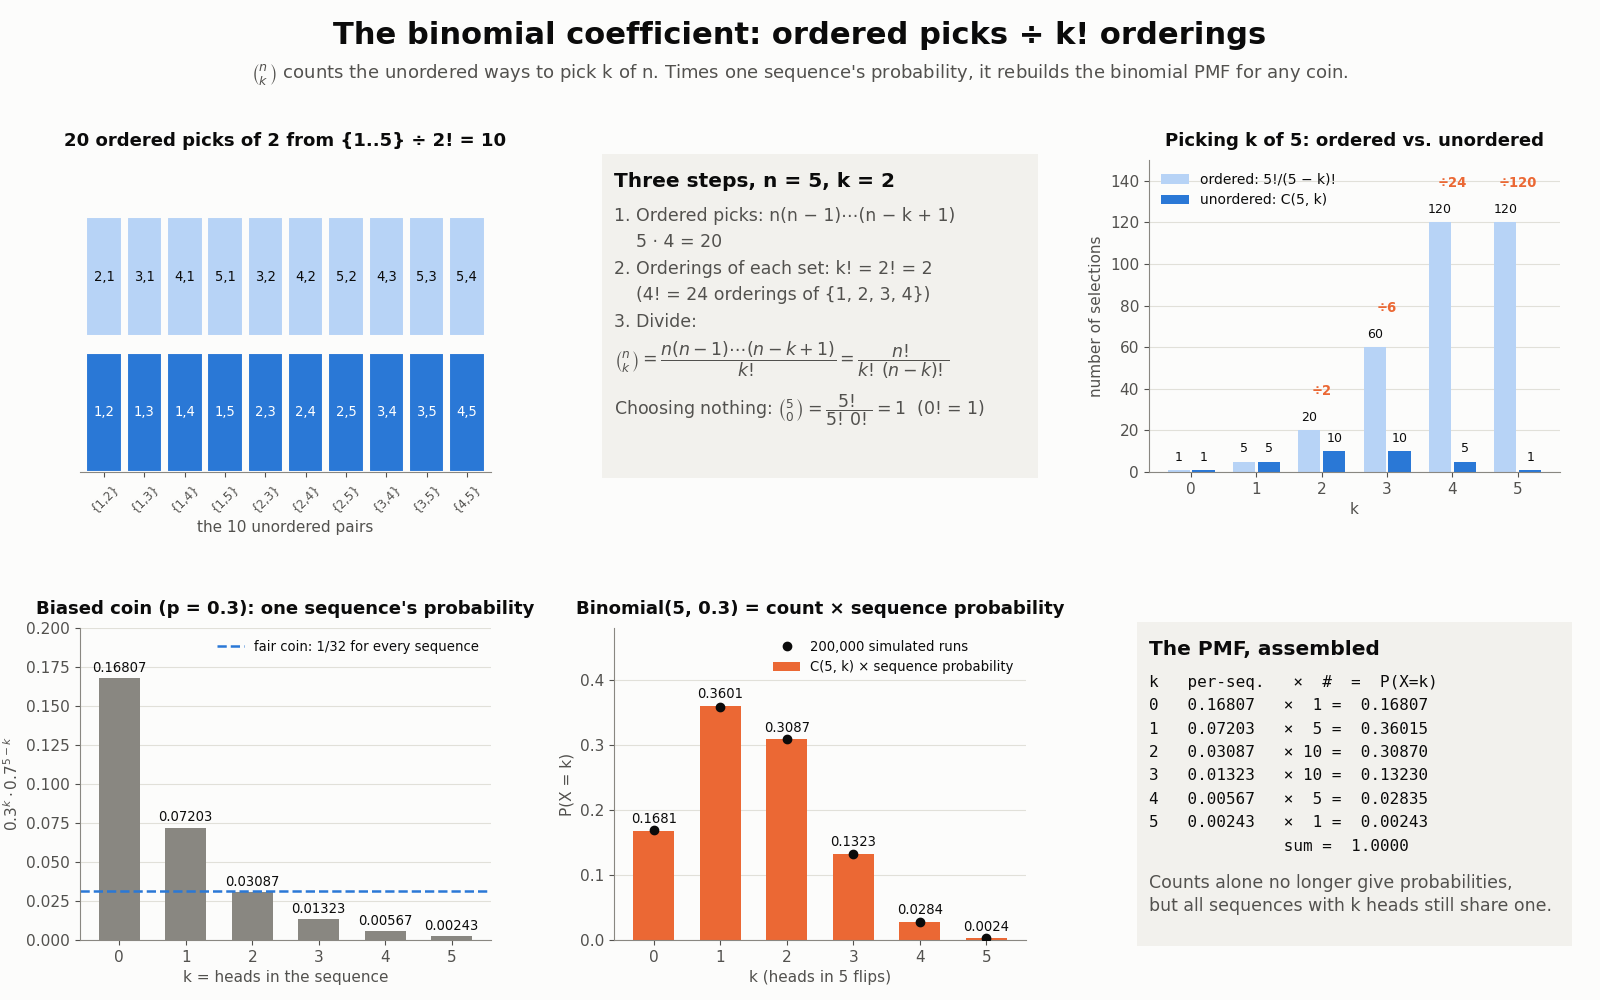 The binomial coefficient: ordered picks ÷ k! orderings
(n k) counts the unordered ways to pick k of n. Times one sequence's probability, it rebuilds the binomial PMF for any coin.
20 ordered picks of 2 from {1..5} ÷ 2! = 10
2,1 3,1 4,1 5,1 3,2 4,2 5,2 4,3 5,3 5,4
1,2 1,3 1,4 1,5 2,3 2,4 2,5 3,4 3,5 4,5
{1,2} {1,3} {1,4} {1,5} {2,3} {2,4} {2,5} {3,4} {3,5} {4,5}
the 10 unordered pairs
Three steps, n = 5, k = 2
1. Ordered picks: n(n − 1)⋯(n − k + 1)
5 · 4 = 20
2. Orderings of each set: k! = 2! = 2
(4! = 24 orderings of {1, 2, 3, 4})
3. Divide:
(n k) = n(n−1)⋯(n−k+1) / k! = n! / k! (n−k)!
Choosing nothing: (5 0) = 5! / 5! 0! = 1 (0! = 1)
Picking k of 5: ordered vs. unordered
ordered: 5!/(5 − k)!
unordered: C(5, k)
number of selections
140
120
100
80
60
40
20
0
÷24 ÷120
120 120
÷6
60
÷2
20 10 10
5 5 5
1 1 1
0 1 2 3 4 5
k
Biased coin (p = 0.3): one sequence's probability
fair coin: 1/32 for every sequence
0.3^k · 0.7^5−k
0.200
0.175
0.150
0.125
0.100
0.075
0.050
0.025
0.000
0.16807
0.07203
0.03087
0.01323
0.00567
0.00243
0 1 2 3 4 5
k = heads in the sequence
Binomial(5, 0.3) = count × sequence probability
200,000 simulated runs
C(5, k) × sequence probability
P(X = k)
0.4
0.3
0.2
0.1
0.0
0.1681
0.3601
0.3087
0.1323
0.0284
0.0024
0 1 2 3 4 5
k (heads in 5 flips)
The PMF, assembled
k per-seq. × # = P(X=k)
0 0.16807 × 1 = 0.16807
1 0.07203 × 5 = 0.36015
2 0.03087 × 10 = 0.30870
3 0.01323 × 10 = 0.13230
4 0.00567 × 5 = 0.02835
5 0.00243 × 1 = 0.00243
sum = 1.0000
Counts alone no longer give probabilities,
but all sequences with k heads still share one.